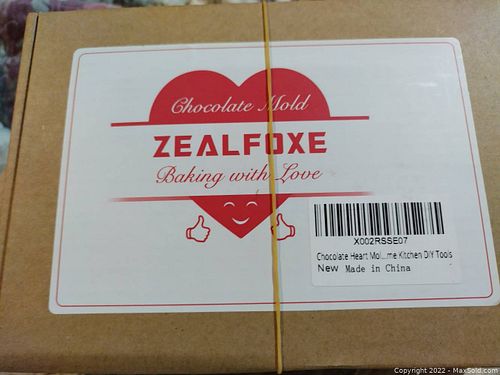 Chocolate Mold
ZEALFOXE
Baking with Love
X002RSSE07
Chocolate Heart Mol...me Kitchen DIY Tools
New Made in China
Copyright 2022 - MaxSold.com